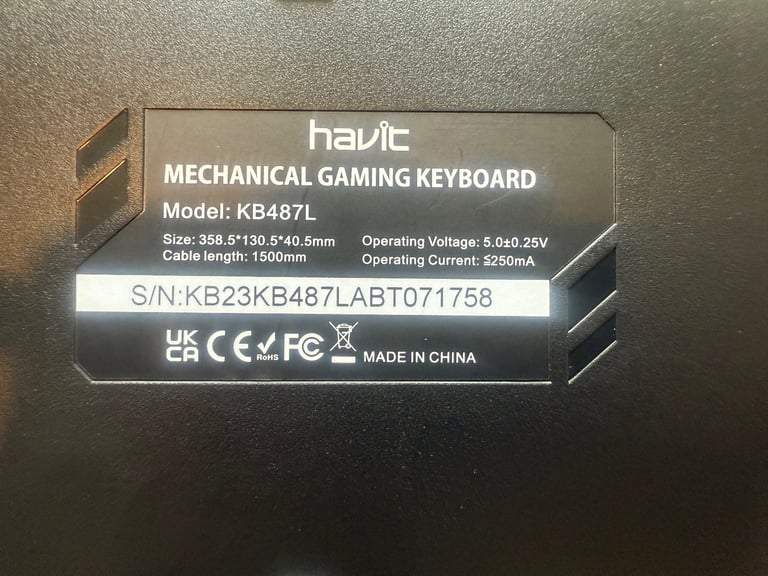 havit
MECHANICAL GAMING KEYBOARD
Model: KB487L
Size: 358.5*130.5*40.5mm
Cable length: 1500mm
Operating Voltage: 5.0±0.25V
Operating Current: ≦250mA
S/N:KB23KB487LABT071758
UK
CA CE RoHS FC MADE IN CHINA